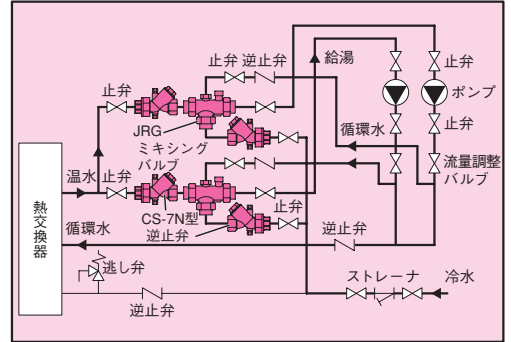 止弁 逆止弁
給湯
止弁
止弁
ポンプ
JRG
ミキシング
バルブ
循環水
止弁
温水
止弁
流量調整
バルブ
CS-7N型
逆止弁
止弁
熱交換器
循環水
逆止弁
逃し弁
ストレーナ
冷水
逆止弁